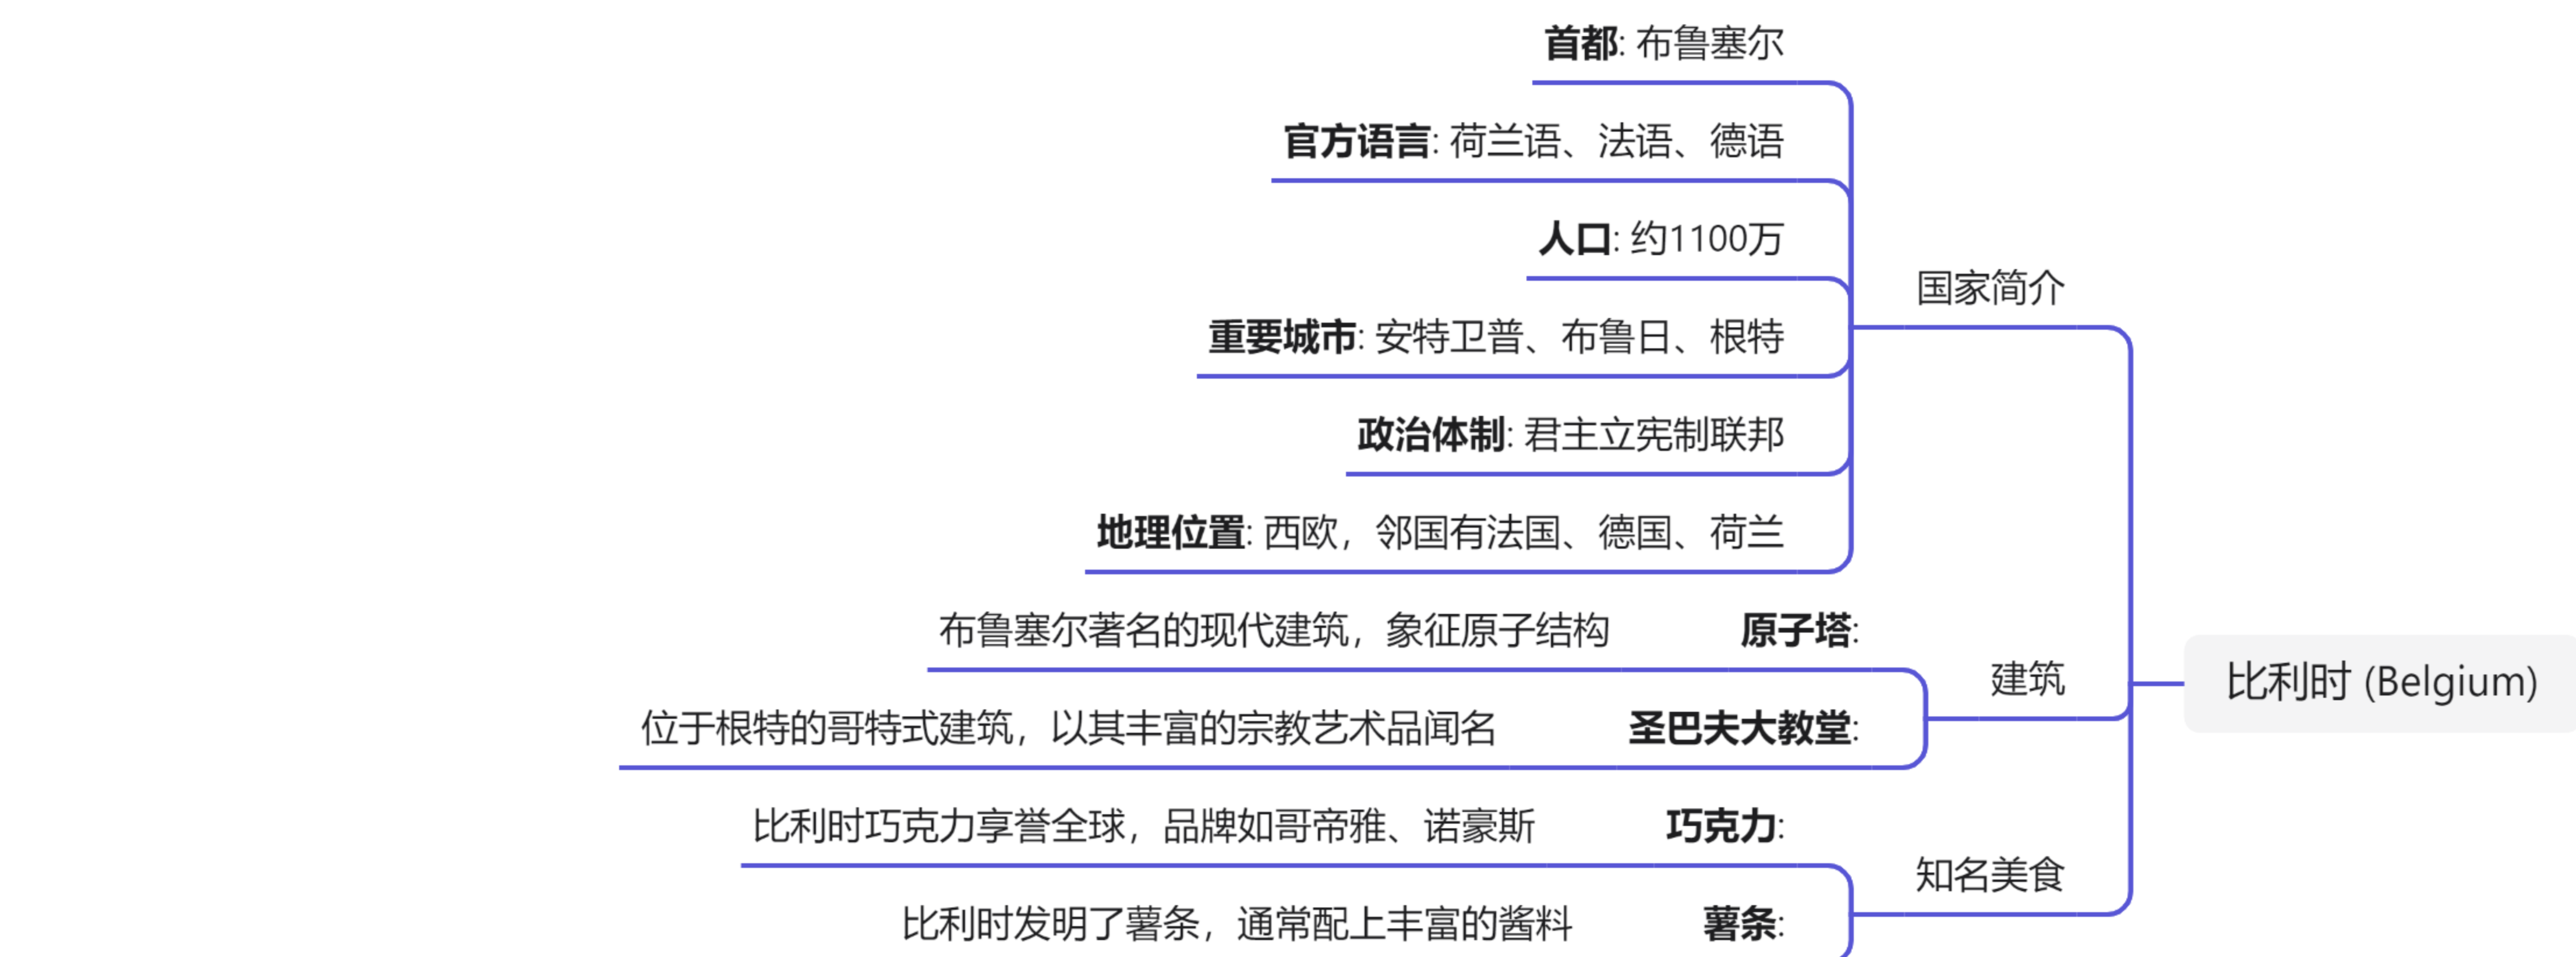 首都: 布鲁塞尔
官方语言: 荷兰语、法语、德语
人口: 约1100万
国家简介
重要城市: 安特卫普、布鲁日、根特
政治体制: 君主立宪制联邦
地理位置: 西欧，邻国有法国、德国、荷兰
布鲁塞尔著名的现代建筑，象征原子结构 原子塔:
建筑
比利时 (Belgium)
位于根特的哥特式建筑，以其丰富的宗教艺术品闻名 圣巴夫大教堂:
比利时巧克力享誉全球，品牌如哥帝雅、诺豪斯 巧克力:
知名美食
比利时发明了薯条，通常配上丰富的酱料 薯条: